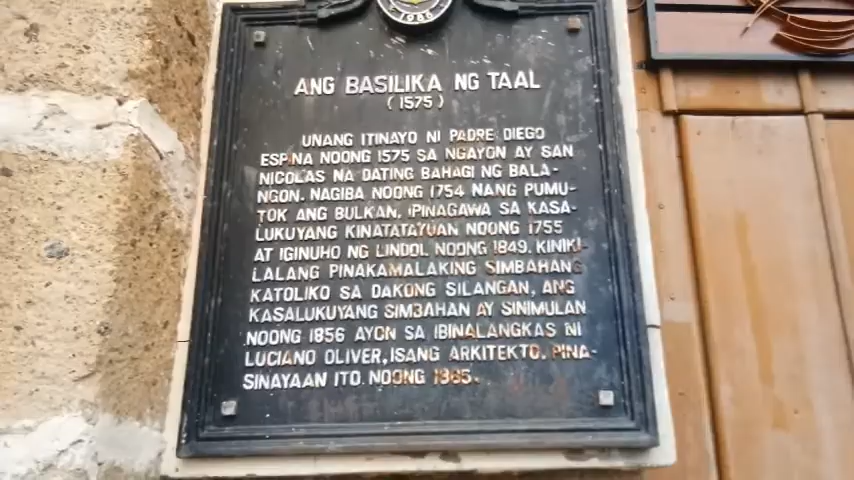 1986
ANG BASILIKA NG TAAL
(1575)
UNANG ITINAYO NI PADRE DIEGO
ESPINA NOONG 1575 SA NGAYON AY SAN
NICOLAS NA DATING BAHAGI NG BALA-
NGON. NAGIBA NOONG 1754 NANG PUMU-
TOK ANG BULKAN. IPINAGAWA SA KASA-
LUKUYANG KINATATAYUAN NOONG 1755
AT IGINUHO NG LINDOL NOONG 1849. KINIKI-
LALANG PINAKAMALAKING SIMBAHANG
KATOLIKO SA DAKONG SILANGAN, ANG
KASALUKUYANG SIMBAHAN AY SINIMULAN
NOONG 1856 AYON SA IBINALANGKAS NI
LUCIANO OLIVER, ISANG ARKITEKTO. PINA-
SINAYAAN ITO NOONG 1865.